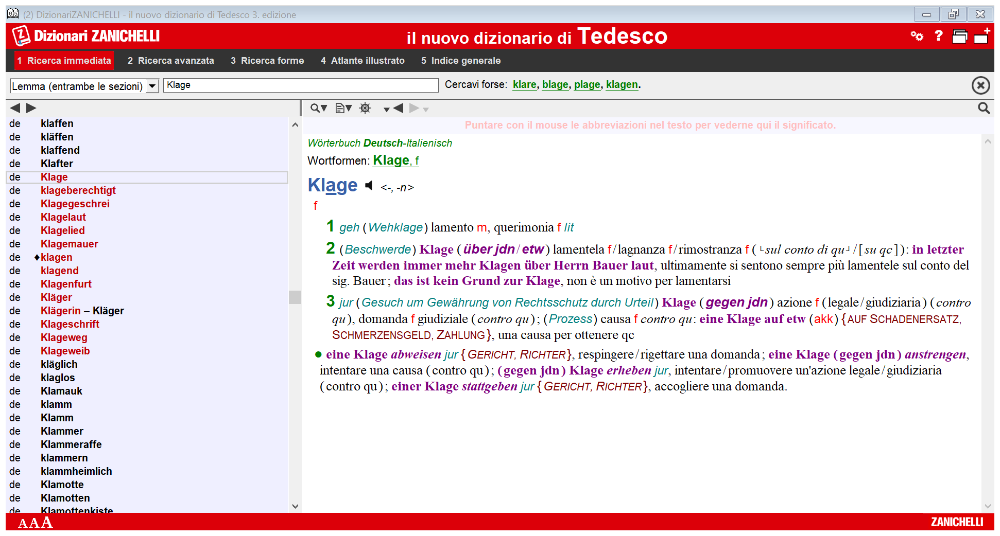 (2) DizionariZANICHELLI - il nuovo dizionario di Tedesco 3. edizione
Dizionari ZANICHELLI
il nuovo dizionario di Tedesco
1 Ricerca immediata 2 Ricerca avanzata 3 Ricerca forme 4 Atlante illustrato 5 Indice generale
Lemma (entrambe le sezioni) Klage Cercavi forse: klare, blage, plage, klagen.
de klaffen
de kläffen
de klaffend
de Klafter
de Klage
de klageberechtigt
de Klagegeschrei
de Klagelaut
de Klagelied
de Klagemauer
de ♦klagen
de klagend
de Klagenfurt
de Kläger
de Klägerin – Kläger
de Klageschrift
de Klageweg
de Klageweib
de kläglich
de klaglos
de Klamauk
de klamm
de Klamm
de Klammer
de Klammeraffe
de klammern
de klammheimlich
de Klamotte
de Klamotten
de Klamottenkiste
Puntare con il mouse le abbreviazioni nel testo per vederne qui il significato.
Wörterbuch Deutsch-Italienisch
Wortformen: Klage, f
Klage <-, -n>
f
1 geh (Wehklage) lamento m, querimonia f lit
2 (Beschwerde) Klage (über jdn/etw) lamentela f/lagnanza f/rimostranza f (└sul conto di qu┘/[su qc]): in letzter
Zeit werden immer mehr Klagen über Herrn Bauer laut, ultimamente si sentono sempre più lamentele sul conto del
sig. Bauer; das ist kein Grund zur Klage, non è un motivo per lamentarsi
3 jur (Gesuch um Gewährung von Rechtsschutz durch Urteil) Klage (gegen jdn) azione f (legale/giudiziaria) (contro
qu), domanda f giudiziale (contro qu); (Prozess) causa f contro qu: eine Klage auf etw (akk) {AUF SCHADENERSATZ,
SCHMERZENSGELD, ZAHLUNG}, una causa per ottenere qc
● eine Klage abweisen jur {GERICHT, RICHTER}, respingere/rigettare una domanda; eine Klage (gegen jdn) anstrengen,
intentare una causa (contro qu); (gegen jdn) Klage erheben jur, intentare/promuovere un'azione legale/giudiziaria
(contro qu); einer Klage stattgeben jur {GERICHT, RICHTER}, accogliere una domanda.
AAA
ZANICHELLI